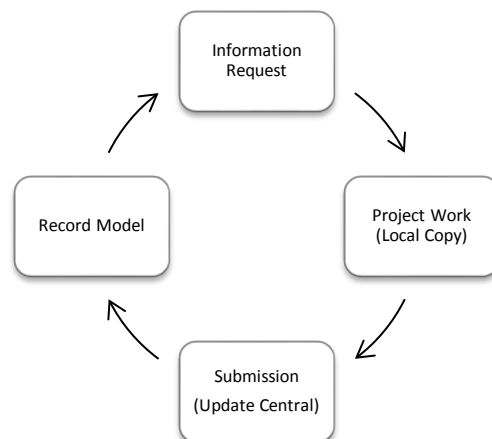 Information
Request
Project Work
(Local Copy)
Submission
(Update Central)
Record Model